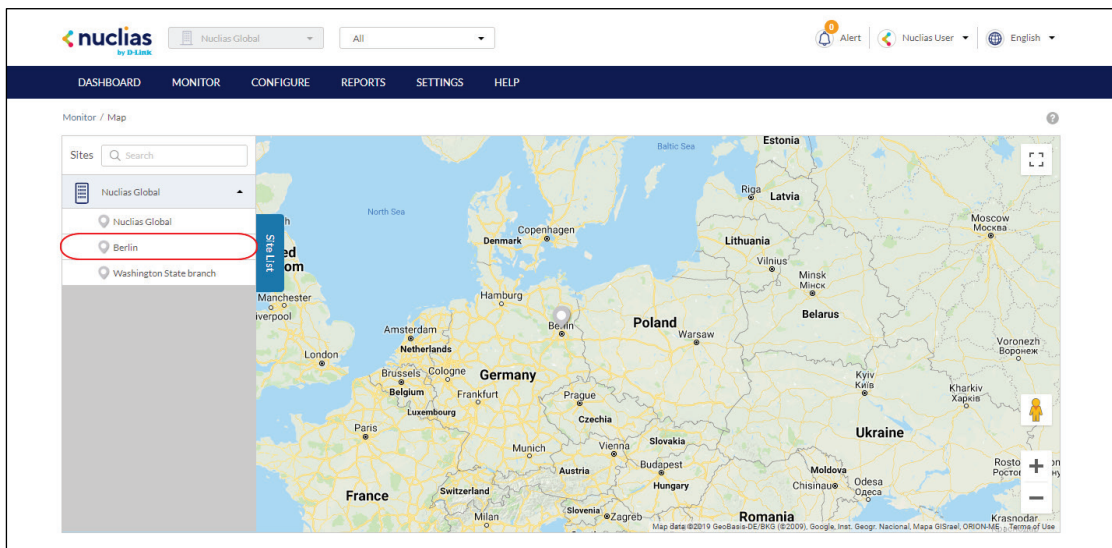 nuclias
by D-Link
Nuclias Global
All
0
Alert
Nuclias User
English
DASHBOARD MONITOR CONFIGURE REPORTS SETTINGS HELP
Monitor / Map
Sites
Search
Nuclias Global
Nuclias Global
Berlin
Washington State branch
Site List
Baltic Sea
Estonia
Riga
Latvia
North Sea
Moscow
Москва
Copenhagen
Denmark
Lithuania
Vilnius
Minsk
Мінск
Manchester
Hamburg
Belarus
Berlin
Poland
Warsaw
Amsterdam
Netherlands
Voronezh
Воронеж
London
Brussels
Cologne
Germany
Belgium
Frankfurt
Prague
Kyiv
Київ
Kharkiv
Харків
Luxembourg
Czechia
Paris
Ukraine
Munich
Vienna
Slovakia
Austria
Budapest
Hungary
Moldova
Chisinau
Odesa
Одеса
France
Switzerland
Slovenia
Zagreb
Milan
Romania
Krasnodar
Map data ©2019 GeoBasis-DE/BKG (©2009), Google, Inst. Geogr. Nacional, Mapa GISrael, ORION-ME
Terms of Use